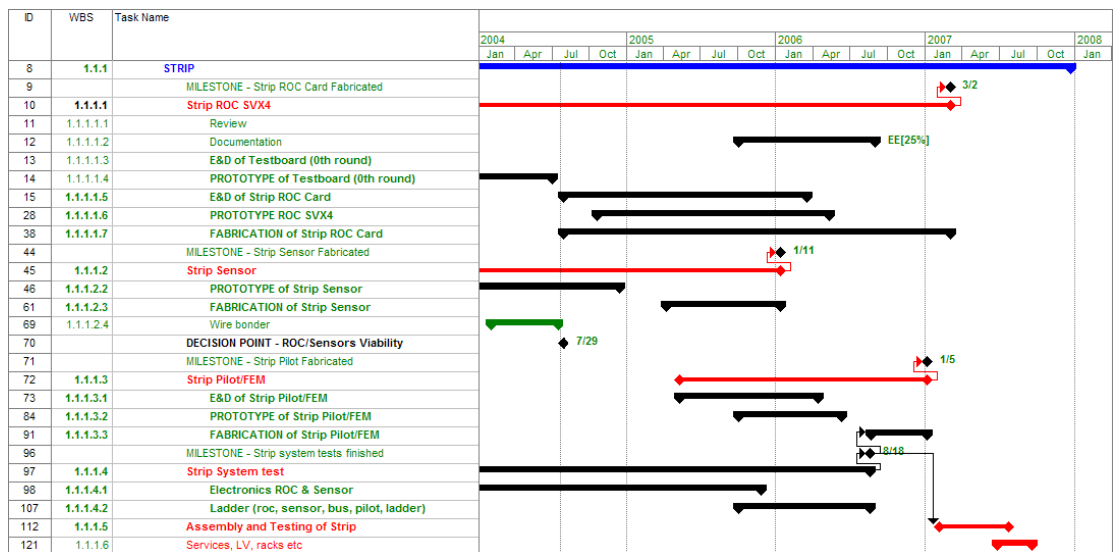 ID WBS Task Name
2004 2005 2006 2007 2008
Jan Apr Jul Oct Jan Apr Jul Oct Jan Apr Jul Oct Jan Apr Jul Oct Jan
8 1.1.1 STRIP
9 MILESTONE - Strip ROC Card Fabricated 3/2
10 1.1.1.1 Strip ROC SVX4
11 1.1.1.1.1 Review
12 1.1.1.1.2 Documentation EE[25%]
13 1.1.1.1.3 E&D of Testboard (0th round)
14 1.1.1.1.4 PROTOTYPE of Testboard (0th round)
15 1.1.1.1.5 E&D of Strip ROC Card
28 1.1.1.1.6 PROTOTYPE ROC SVX4
38 1.1.1.1.7 FABRICATION of Strip ROC Card
44 MILESTONE - Strip Sensor Fabricated 1/11
45 1.1.1.2 Strip Sensor
46 1.1.1.2.2 PROTOTYPE of Strip Sensor
61 1.1.1.2.3 FABRICATION of Strip Sensor
69 1.1.1.2.4 Wire bonder
70 DECISION POINT - ROC/Sensors Viability 7/29
71 MILESTONE - Strip Pilot Fabricated 1/5
72 1.1.1.3 Strip Pilot/FEM
73 1.1.1.3.1 E&D of Strip Pilot/FEM
84 1.1.1.3.2 PROTOTYPE of Strip Pilot/FEM
91 1.1.1.3.3 FABRICATION of Strip Pilot/FEM
96 MILESTONE - Strip system tests finished 8/18
97 1.1.1.4 Strip System test
98 1.1.1.4.1 Electronics ROC & Sensor
107 1.1.1.4.2 Ladder (roc, sensor, bus, pilot, ladder)
112 1.1.1.5 Assembly and Testing of Strip
121 1.1.1.6 Services, LV, racks etc